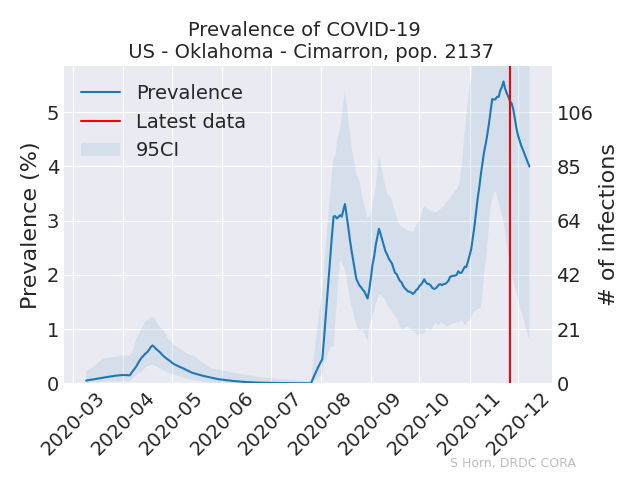 Prevalence of COVID-19
US - Oklahoma - Cimarron, pop. 2137
Prevalence
Latest data
95CI
Prevalence (%)
5
4
3
2
1
0
106
85
64
42
21
0
# of infections
2020-03
2020-04
2020-05
2020-06
2020-07
2020-08
2020-09
2020-10
2020-11
2020-12
S Horn, DRDC CORA